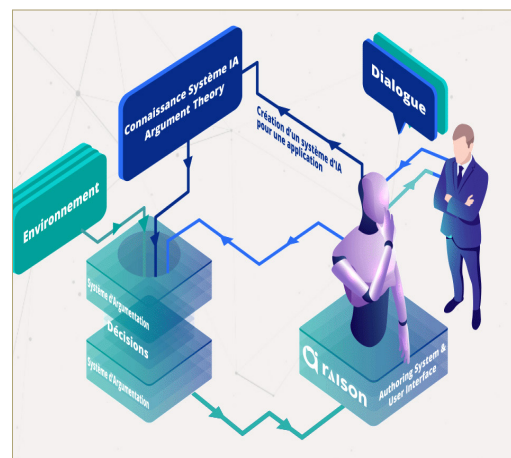 Connaissance Système IA
Argument Theory
Dialogue
Création d'un système d'IA
pour une application
Environnement
Système d'Argumentation
Décisions
Système d'Argumentation
rAIson
Authoring System &
User Interface